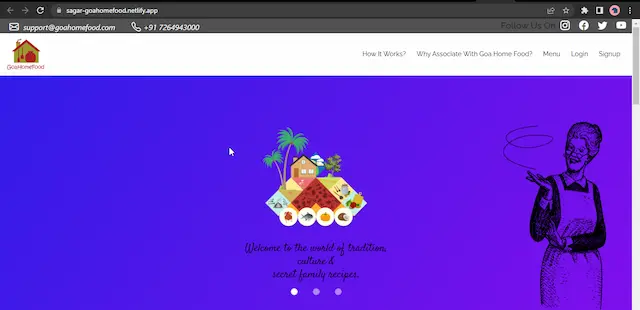 sagar-goahomefood.netlify.app
support@goahomefood.com +91 7264943000
Follow Us On
GoaHomeFood
How It Works? Why Associate With Goa Home Food? Menu Login Signup
Welcome to the world of tradition,
culture &
secret family recipes.